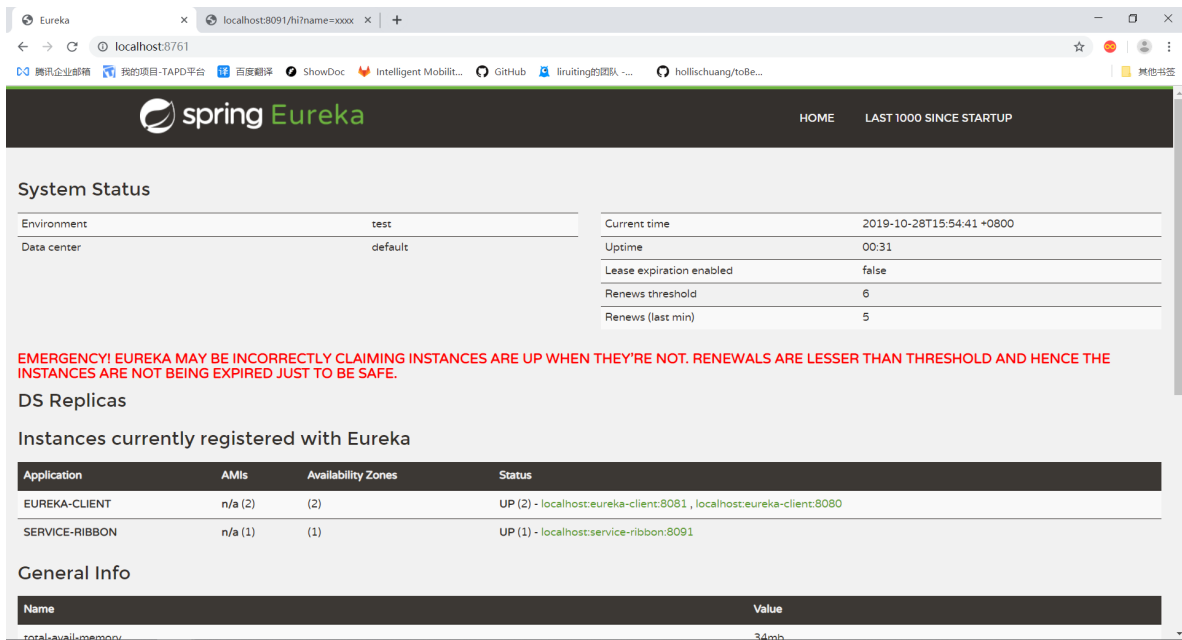 Eureka
localhost:8091/hi?name=xxxx
localhost:8761
腾讯企业邮箱 我的项目-TAPD平台 译 百度翻译 ShowDoc Intelligent Mobilit... GitHub liruiting的团队 -... hollischuang/toBe... 其他书签
spring Eureka
HOME LAST 1000 SINCE STARTUP
System Status
Environment test
Data center default
Current time 2019-10-28T15:54:41 +0800
Uptime 00:31
Lease expiration enabled false
Renews threshold 6
Renews (last min) 5
EMERGENCY! EUREKA MAY BE INCORRECTLY CLAIMING INSTANCES ARE UP WHEN THEY'RE NOT. RENEWALS ARE LESSER THAN THRESHOLD AND HENCE THE
INSTANCES ARE NOT BEING EXPIRED JUST TO BE SAFE.
DS Replicas
Instances currently registered with Eureka
Application AMIs Availability Zones Status
EUREKA-CLIENT n/a (2) (2) UP (2) - localhost:eureka-client:8081 , localhost:eureka-client:8080
SERVICE-RIBBON n/a (1) (1) UP (1) - localhost:service-ribbon:8091
General Info
Name Value
total-avail-memory 34mb